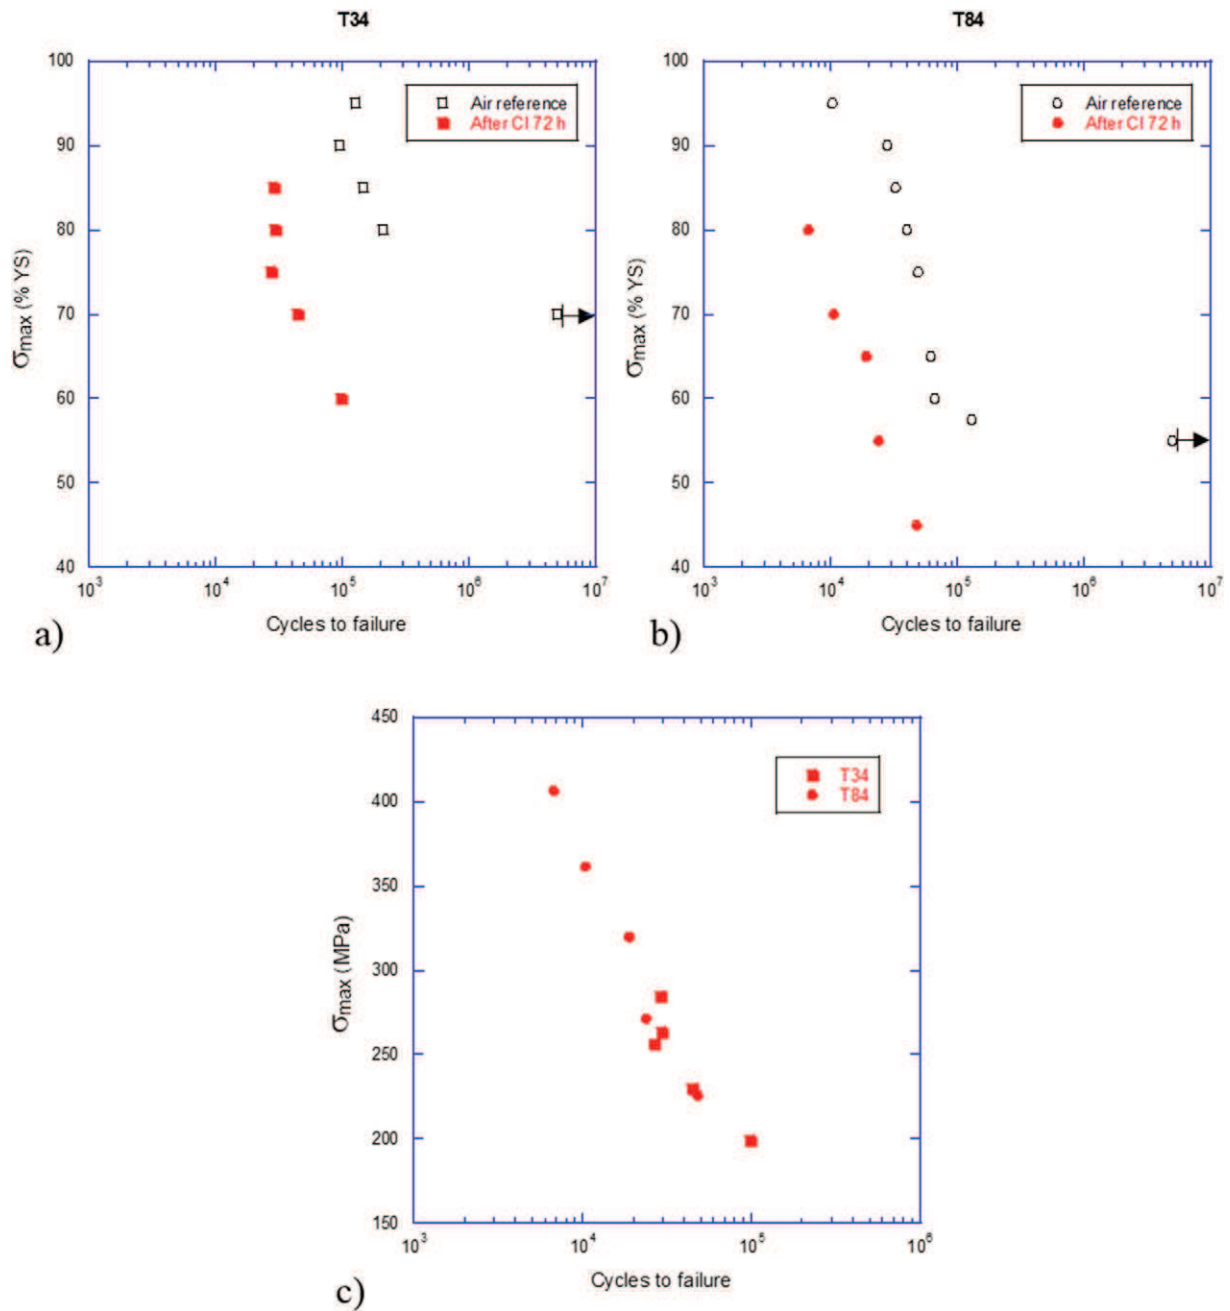 T34
100
90
80
70
60
50
40
σmax (% YS)
Air reference
After CI 72 h
10³ 10⁴ 10⁵ 10⁶ 10⁷
Cycles to failure
a)
T84
100
90
80
70
60
50
40
σmax (% YS)
Air reference
After CI 72 h
10³ 10⁴ 10⁵ 10⁶ 10⁷
Cycles to failure
b)
450
400
350
300
250
200
150
σmax (MPa)
T34
T84
10³ 10⁴ 10⁵ 10⁶
Cycles to failure
c)